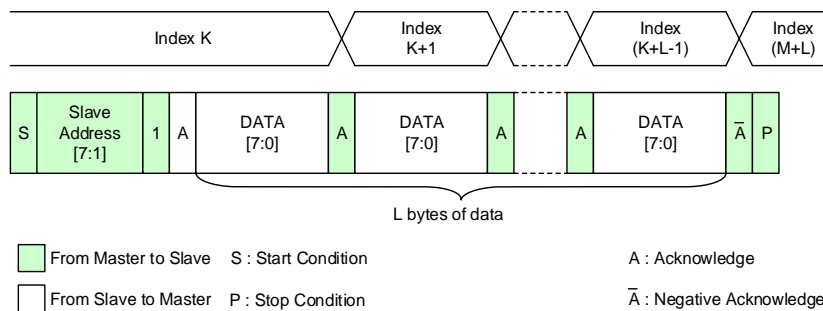 Index K
Index
K+1
Index
(K+L-1)
Index
(M+L)
S
Slave
Address
[7:1]
1
A
DATA
[7:0]
A
DATA
[7:0]
A
A
DATA
[7:0]
A̅
P
L bytes of data
From Master to Slave
S : Start Condition
A : Acknowledge
From Slave to Master
P : Stop Condition
A̅ : Negative Acknowledge